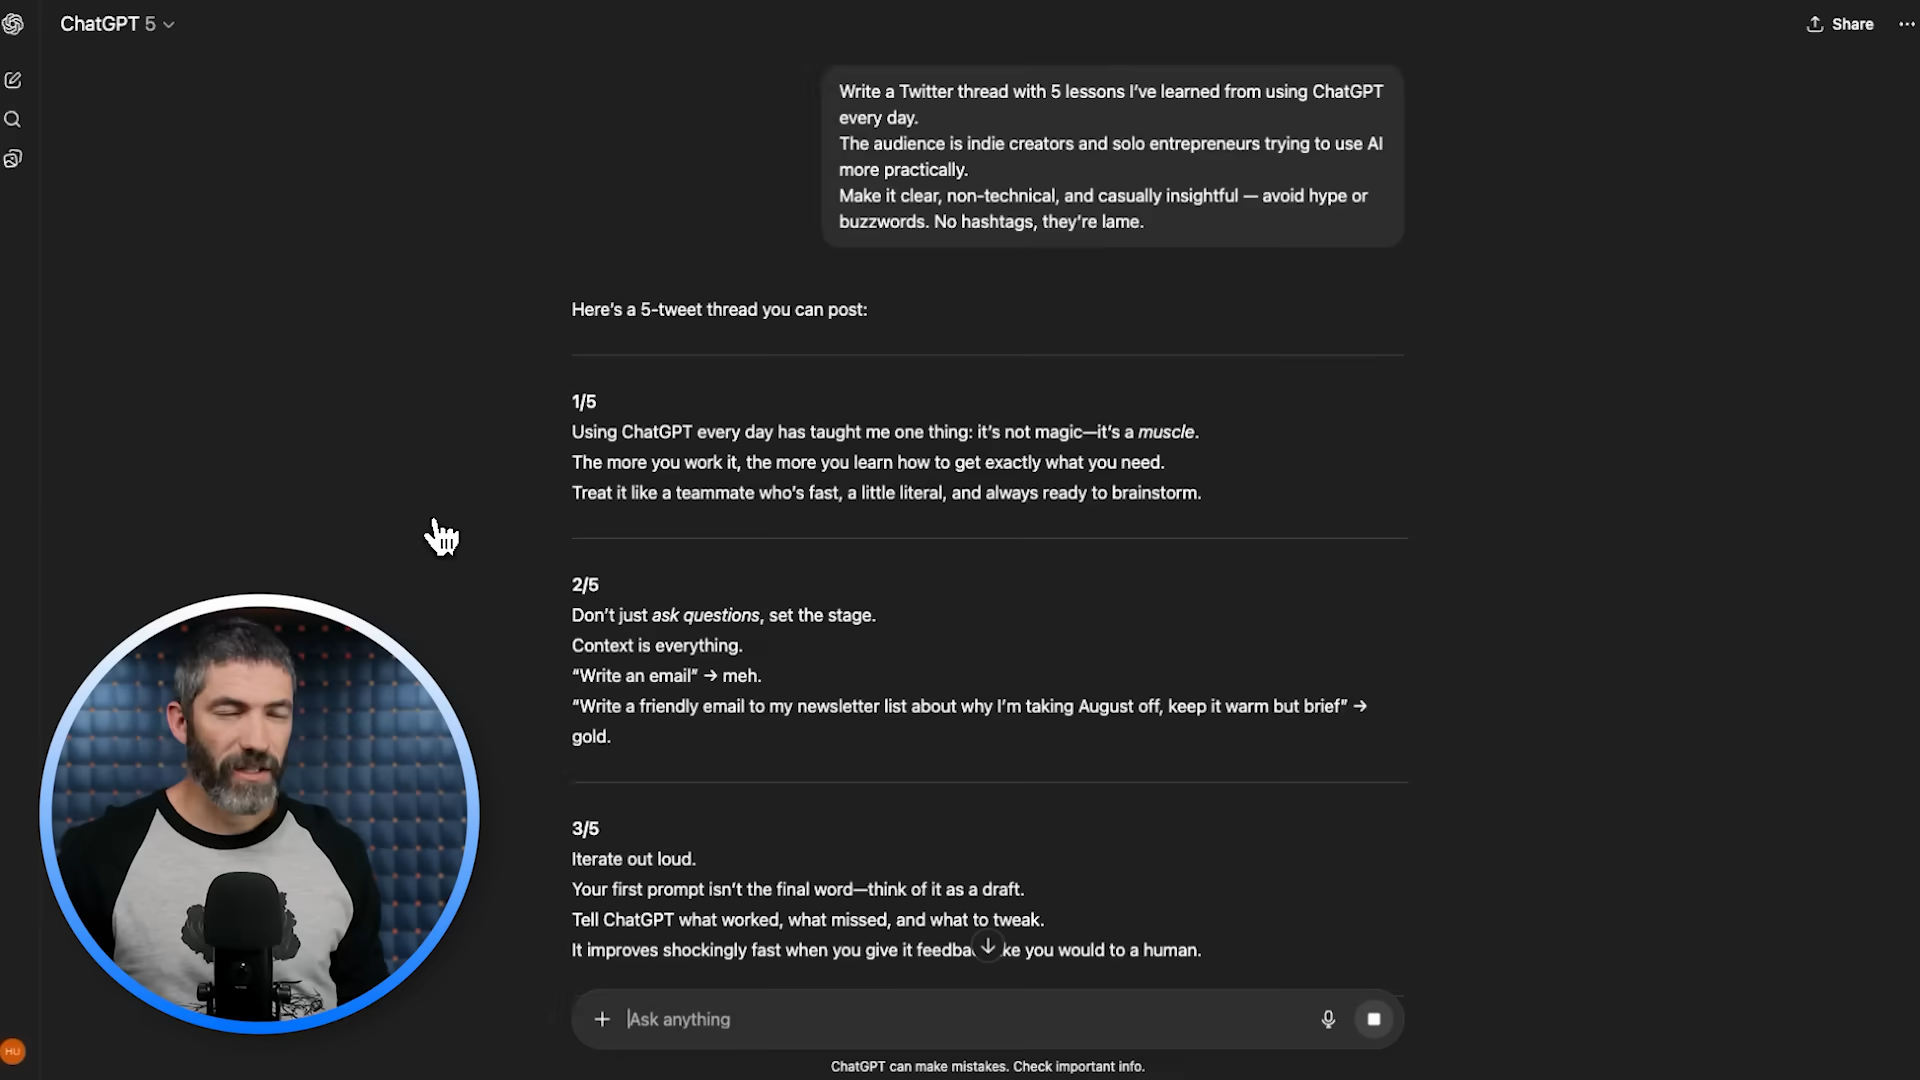 ChatGPT 5
Share
Write a Twitter thread with 5 lessons I’ve learned from using ChatGPT
every day.
The audience is indie creators and solo entrepreneurs trying to use AI
more practically.
Make it clear, non-technical, and casually insightful — avoid hype or
buzzwords. No hashtags, they’re lame.
Here’s a 5-tweet thread you can post:
1/5
Using ChatGPT every day has taught me one thing: it’s not magic—it’s a muscle.
The more you work it, the more you learn how to get exactly what you need.
Treat it like a teammate who’s fast, a little literal, and always ready to brainstorm.
2/5
Don’t just ask questions, set the stage.
Context is everything.
“Write an email” → meh.
“Write a friendly email to my newsletter list about why I’m taking August off, keep it warm but brief” →
gold.
3/5
Iterate out loud.
Your first prompt isn’t the final word—think of it as a draft.
Tell ChatGPT what worked, what missed, and what to tweak.
It improves shockingly fast when you give it feedba ke you would to a human.
Ask anything
HU
ChatGPT can make mistakes. Check important info.